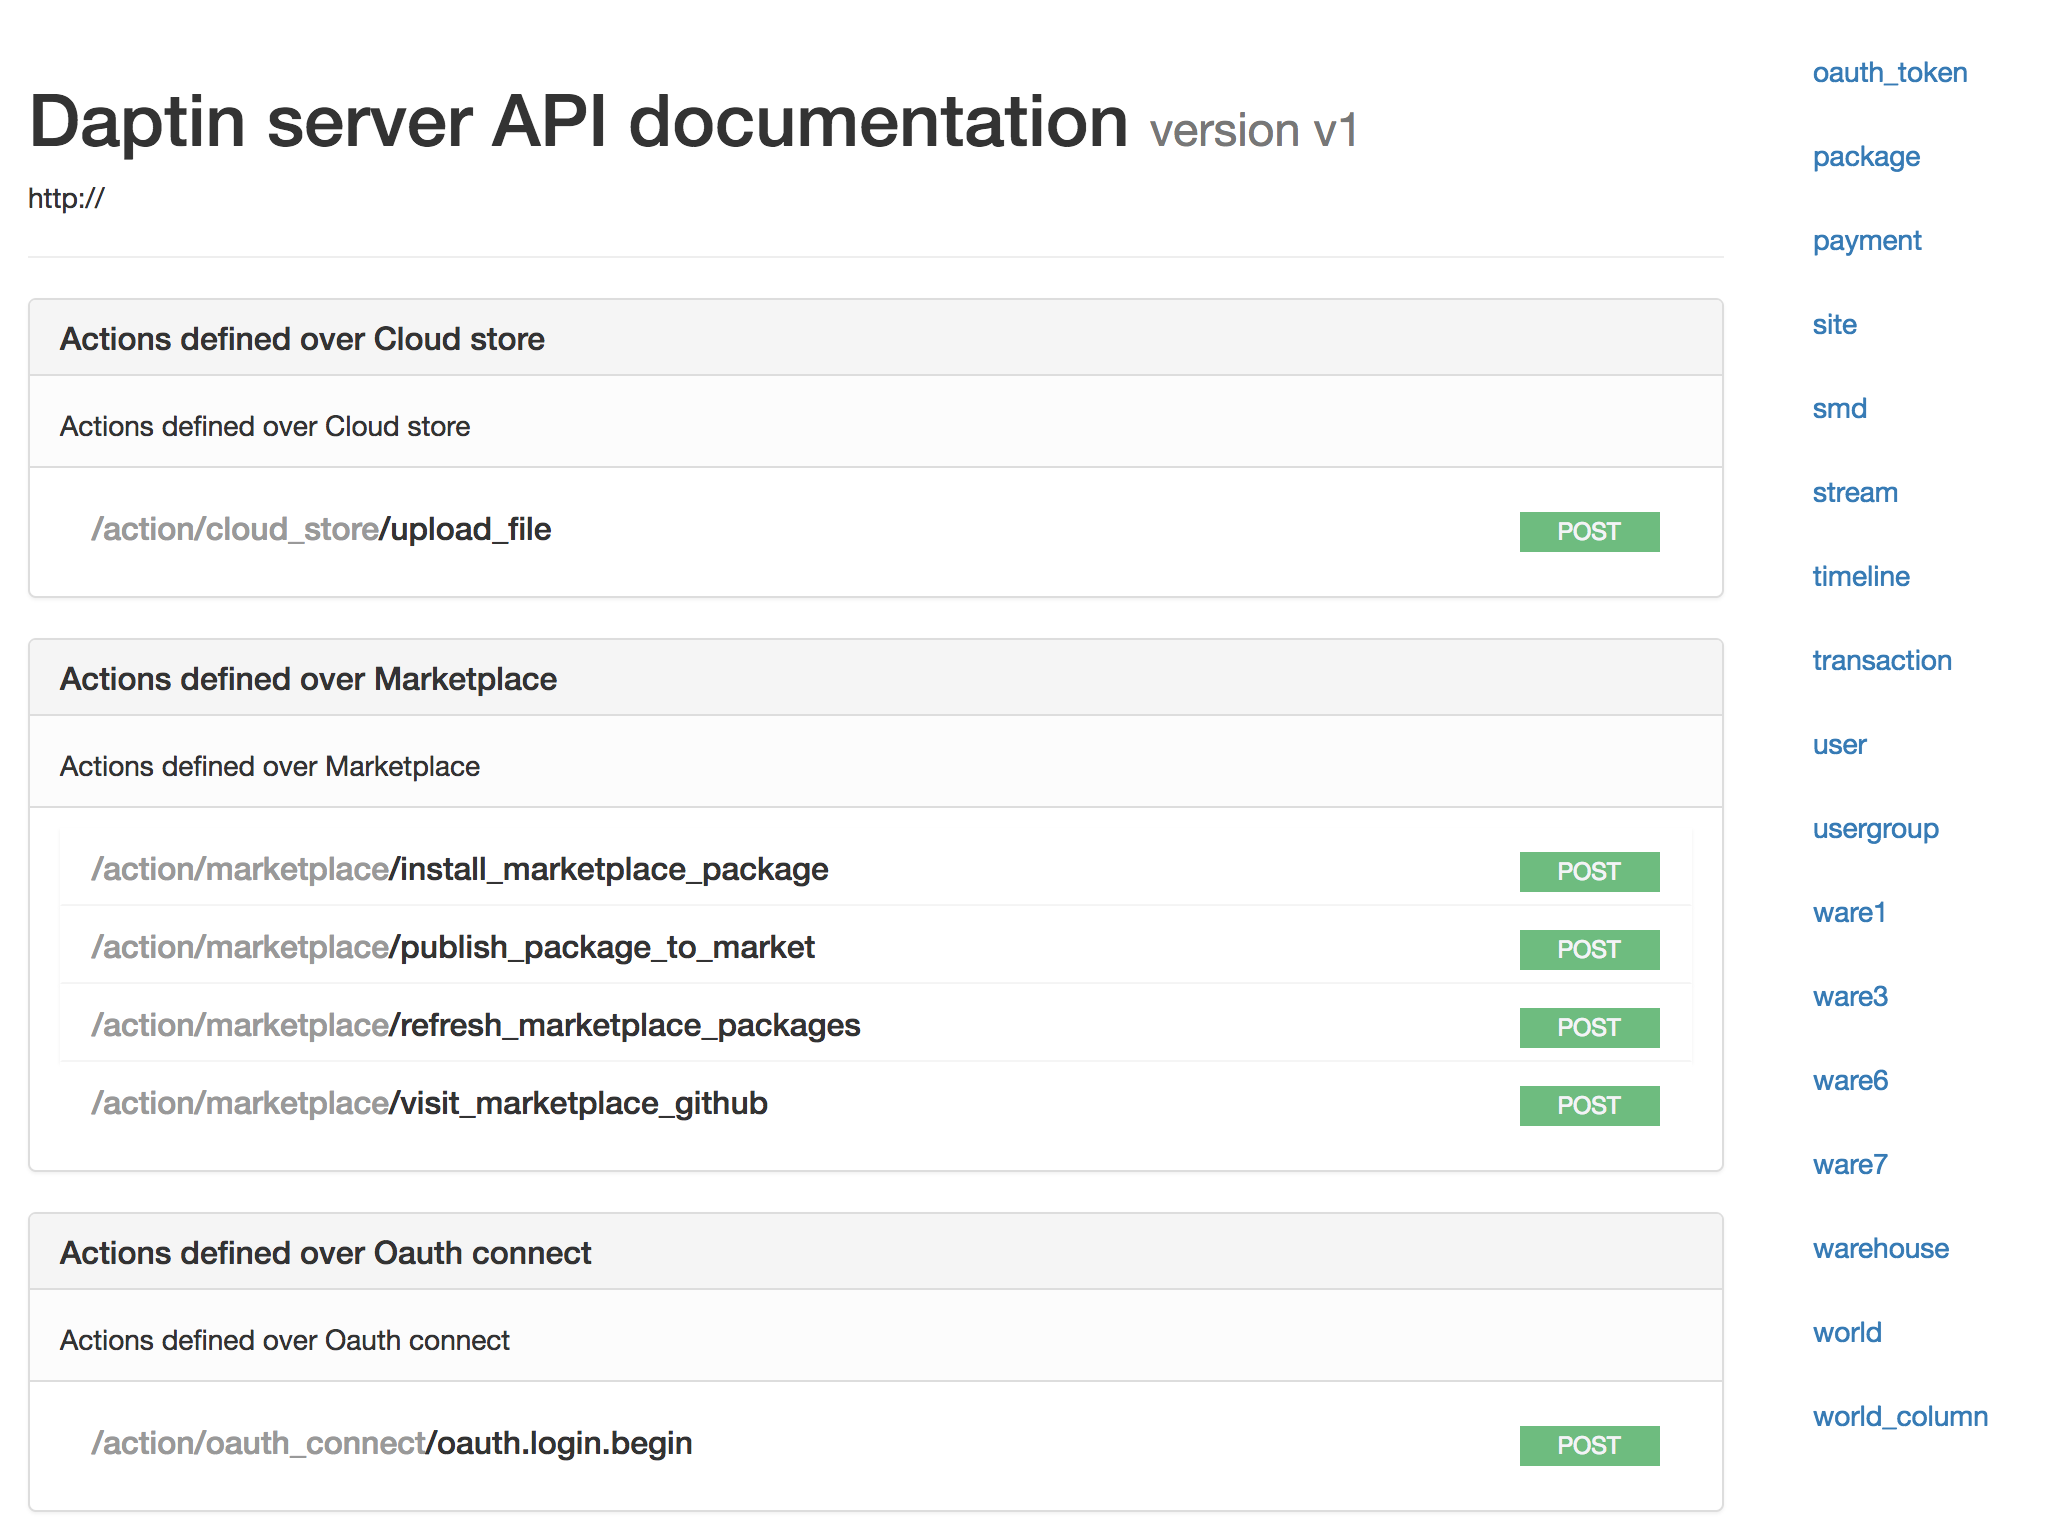 Daptin server API documentation version v1
http://
Actions defined over Cloud store
Actions defined over Cloud store
/action/cloud_store/upload_file POST
Actions defined over Marketplace
Actions defined over Marketplace
/action/marketplace/install_marketplace_package POST
/action/marketplace/publish_package_to_market POST
/action/marketplace/refresh_marketplace_packages POST
/action/marketplace/visit_marketplace_github POST
Actions defined over Oauth connect
Actions defined over Oauth connect
/action/oauth_connect/oauth.login.begin POST
oauth_token
package
payment
site
smd
stream
timeline
transaction
user
usergroup
ware1
ware3
ware6
ware7
warehouse
world
world_column